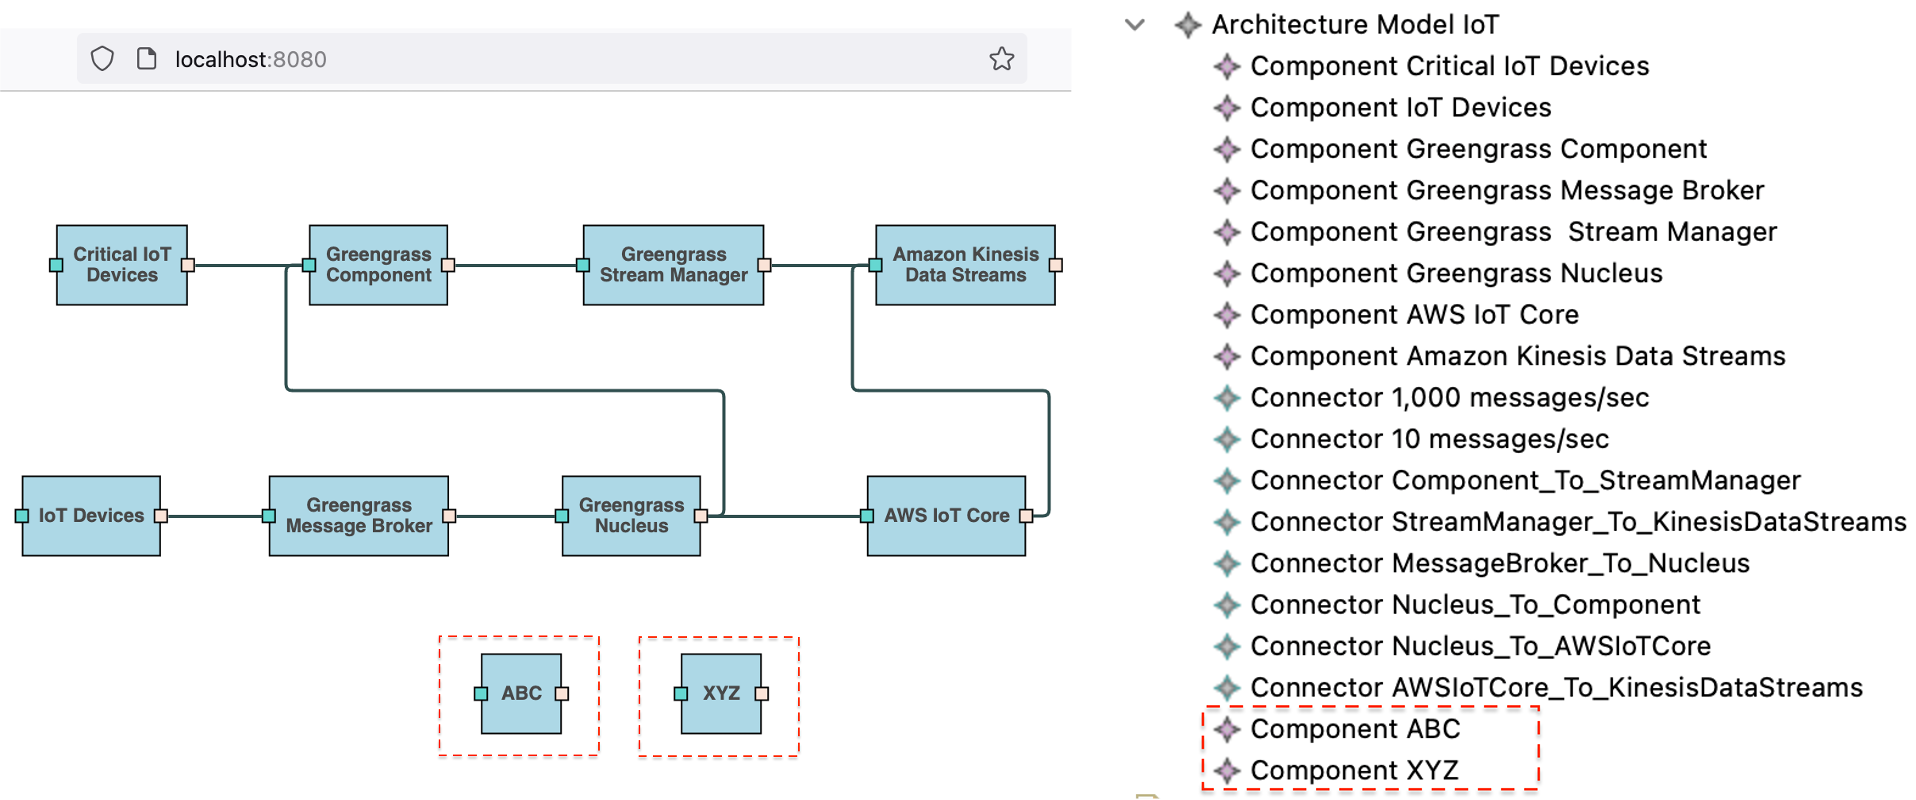 localhost:8080
Critical IoT
Devices
Greengrass
Component
Greengrass
Stream Manager
Amazon Kinesis
Data Streams
IoT Devices
Greengrass
Message Broker
Greengrass
Nucleus
AWS IoT Core
ABC
XYZ
Architecture Model IoT
Component Critical IoT Devices
Component IoT Devices
Component Greengrass Component
Component Greengrass Message Broker
Component Greengrass  Stream Manager
Component Greengrass Nucleus
Component AWS IoT Core
Component Amazon Kinesis Data Streams
Connector 1,000 messages/sec
Connector 10 messages/sec
Connector Component_To_StreamManager
Connector StreamManager_To_KinesisDataStreams
Connector MessageBroker_To_Nucleus
Connector Nucleus_To_Component
Connector Nucleus_To_AWSIoTCore
Connector AWSIoTCore_To_KinesisDataStreams
Component ABC
Component XYZ